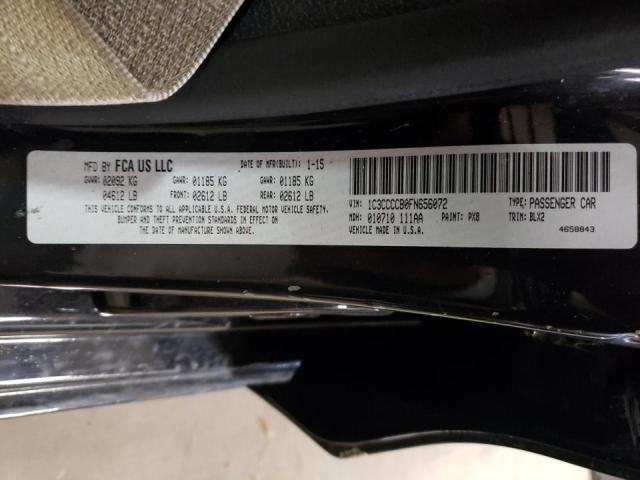 MFD BY FCA US LLC DATE OF MFR(BUILT): 1-15
GVWR: 02092 KG GAWR: 01185 KG GAWR: 01185 KG
04612 LB FRONT: 02612 LB REAR: 02612 LB
THIS VEHICLE CONFORMS TO ALL APPLICABLE U.S.A. FEDERAL MOTOR VEHICLE SAFETY,
BUMPER AND THEFT PREVENTION STANDARDS IN EFFECT ON
THE DATE OF MANUFACTURE SHOWN ABOVE.
VIN: 1C3CCCCB0FN656072 TYPE: PASSENGER CAR
MDH: 010710 111AA PAINT: PX8 TRIM: BLX2
VEHICLE MADE IN U.S.A. 4658843